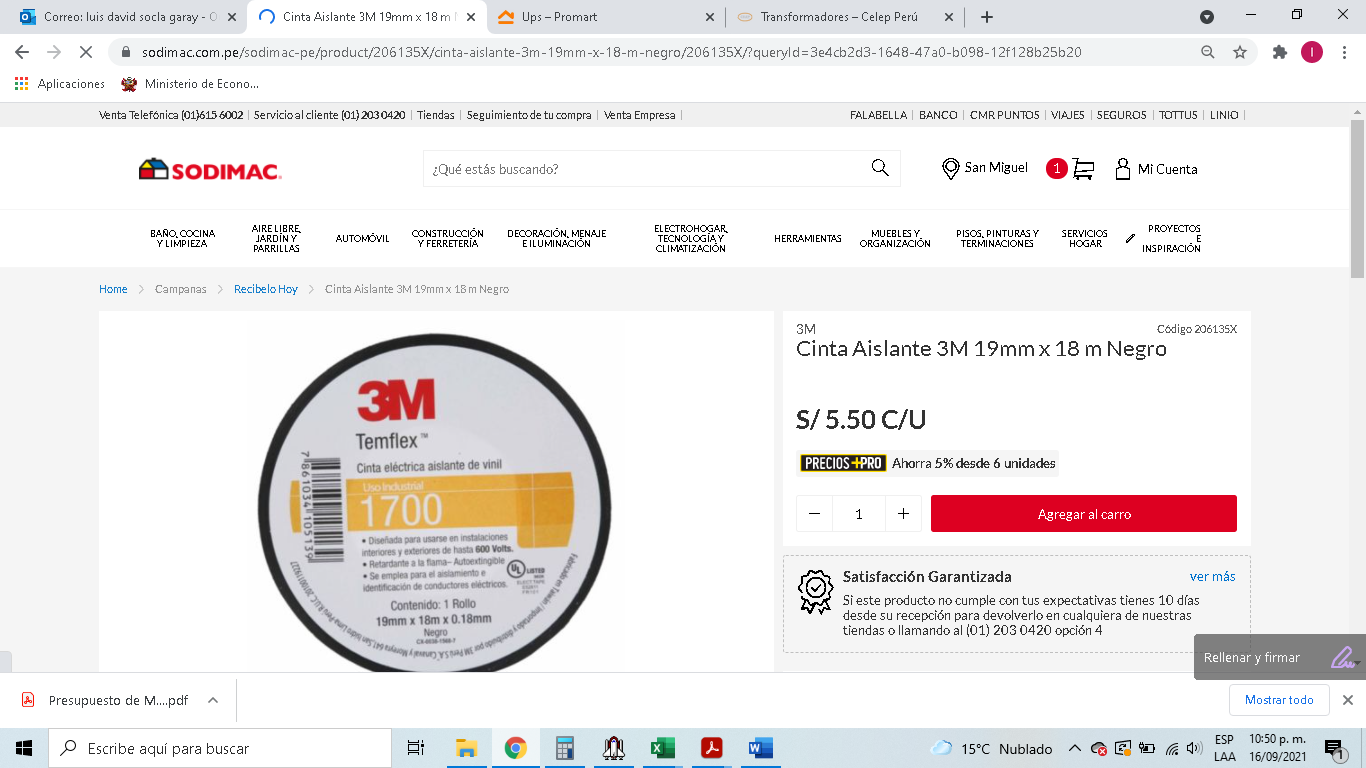 Correo: luis david socla garay - O
Cinta Aislante 3M 19mm x 18 m N
Ups – Promart
Transformadores – Celep Perú
sodimac.com.pe/sodimac-pe/product/206135X/cinta-aislante-3m-19mm-x-18-m-negro/206135X/?queryId=3e4cb2d3-1648-47a0-b098-12f128b25b20
I
Aplicaciones
Ministerio de Econo...
Venta Telefónica (01)615 6002
Servicio al cliente (01) 203 0420
Tiendas
Seguimiento de tu compra
Venta Empresa
FALABELLA
BANCO
CMR PUNTOS
VIAJES
SEGUROS
TOTTUS
LINIO
SODIMAC
¿Qué estás buscando?
San Miguel
1
Mi Cuenta
BAÑO, COCINA
Y LIMPIEZA
AIRE LIBRE,
JARDÍN Y
PARRILLAS
AUTOMÓVIL
CONSTRUCCIÓN
Y FERRETERÍA
DECORACIÓN, MENAJE
E ILUMINACIÓN
ELECTROHOGAR,
TECNOLOGÍA Y
CLIMATIZACIÓN
HERRAMIENTAS
MUEBLES Y
ORGANIZACIÓN
PISOS, PINTURAS Y
TERMINACIONES
SERVICIOS
HOGAR
PROYECTOS
E
INSPIRACIÓN
Home
Campanas
Recibelo Hoy
Cinta Aislante 3M 19mm x 18 m Negro
3M
Temflex™
Cinta eléctrica aislante de vinil
Uso Industrial
1700
• Diseñada para usarse en instalaciones
interiores y exteriores de hasta 600 Volts.
• Retardante a la flama– Autoextingible
• Se emplea para el aislamiento e
identificación de conductores eléctricos.
UL LISTED
Contenido: 1 Rollo
19mm x 18m x 0.18mm
Negro
3M
Código 206135X
Cinta Aislante 3M 19mm x 18 m Negro
S/ 5.50 C/U
PRECIOS+PRO
Ahorra 5% desde 6 unidades
1
Agregar al carro
Satisfacción Garantizada
ver más
Si este producto no cumple con tus expectativas tienes 10 días
desde su recepción para devolverlo en cualquiera de nuestras
tiendas o llamando al (01) 203 0420 opción 4
Rellenar y firmar
Presupuesto de M....pdf
Mostrar todo
Escribe aquí para buscar
15°C Nublado
ESP
LAA
10:50 p. m.
16/09/2021
1